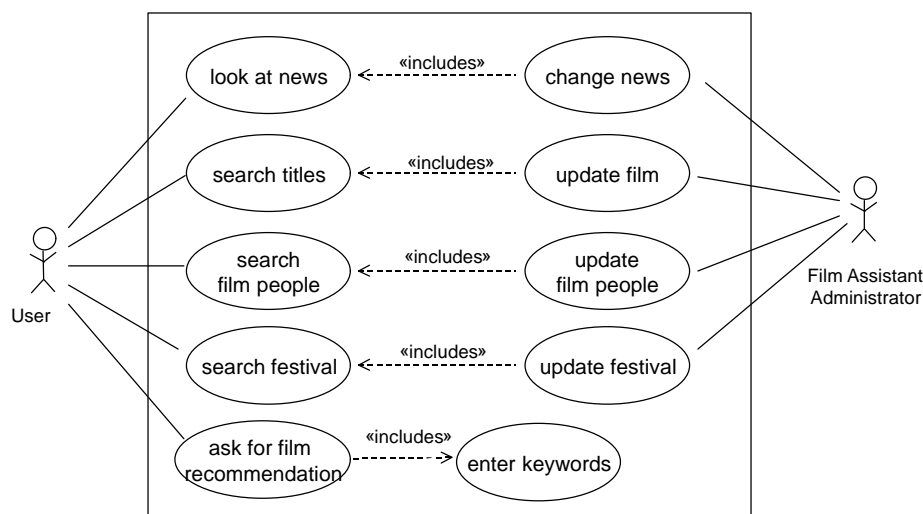 look at news
«includes»
change news
search titles
«includes»
update film
search
film people
«includes»
update
film people
User
Film Assistant
Administrator
search festival
«includes»
update festival
ask for film
recommendation
«includes»
enter keywords